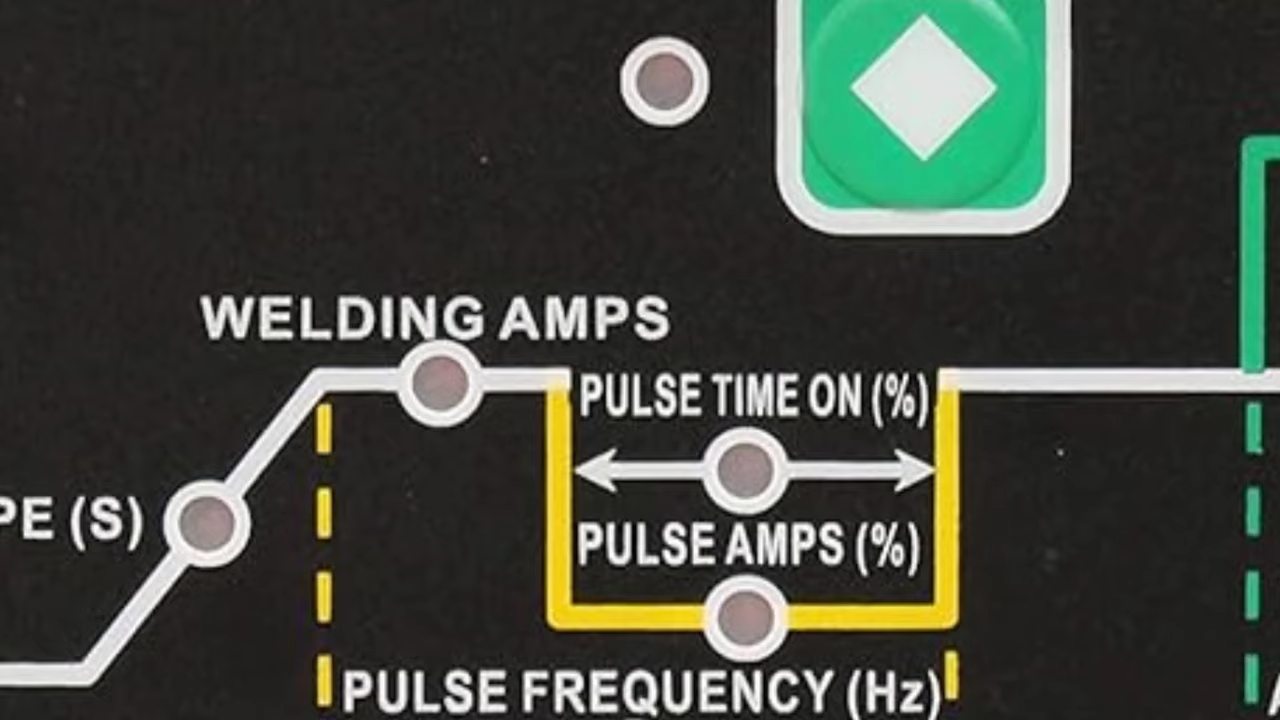 WELDING AMPS
PULSE TIME ON (%)
PE (S)
PULSE AMPS (%)
PULSE FREQUENCY (Hz)